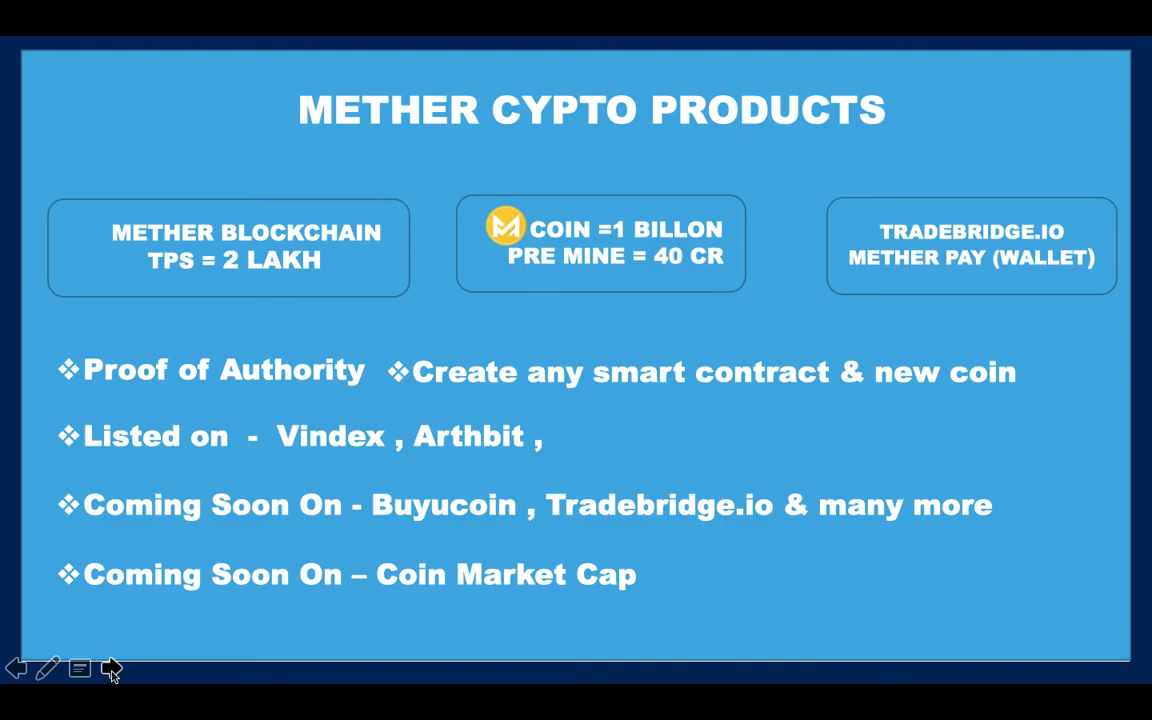 METHER CYPTO PRODUCTS
METHER BLOCKCHAIN
TPS = 2 LAKH
COIN =1 BILLON
PRE MINE = 40 CR
TRADEBRIDGE.IO
METHER PAY (WALLET)
❖Proof of Authority ❖Create any smart contract & new coin
❖Listed on - Vindex , Arthbit ,
❖Coming Soon On - Buyucoin , Tradebridge.io & many more
❖Coming Soon On – Coin Market Cap